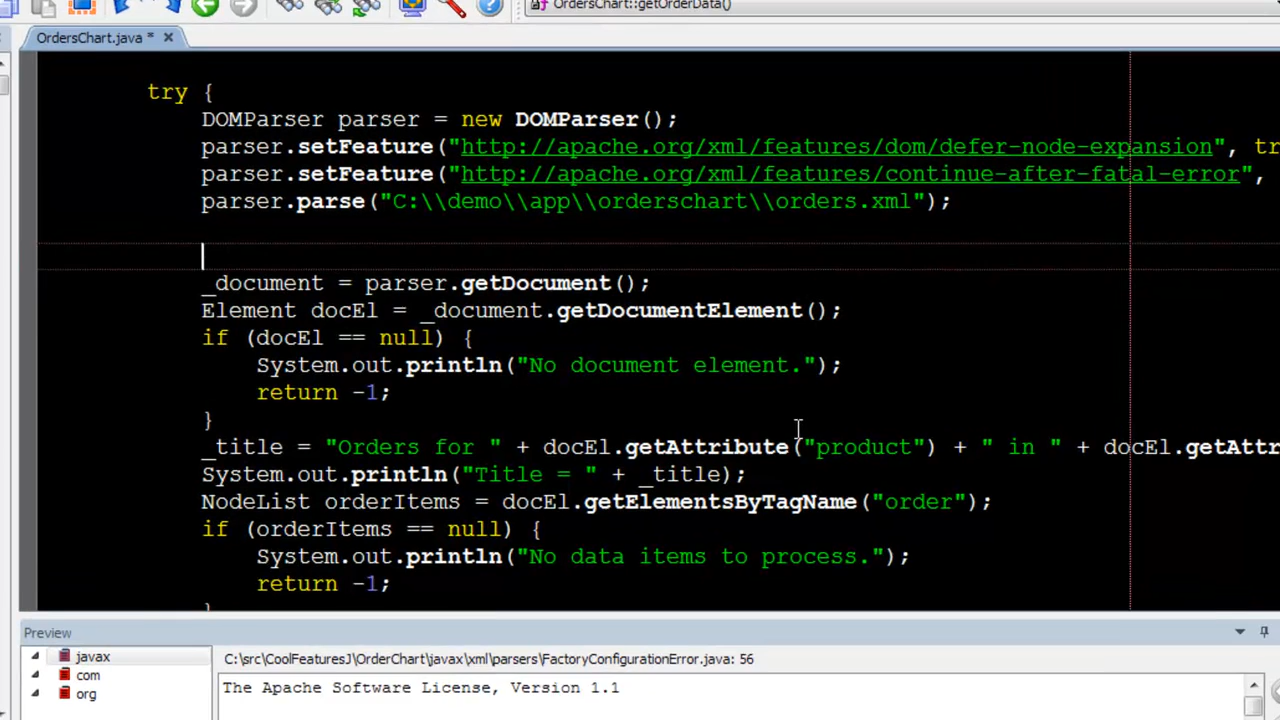 OrdersChart::getOrderData()
OrdersChart.java *
try {
DOMParser parser = new DOMParser();
parser.setFeature("http://apache.org/xml/features/dom/defer-node-expansion", tr
parser.setFeature("http://apache.org/xml/features/continue-after-fatal-error",
parser.parse("C:\\demo\\app\\orderschart\\orders.xml");
_document = parser.getDocument();
Element docEl = _document.getDocumentElement();
if (docEl == null) {
System.out.println("No document element.");
return -1;
}
_title = "Orders for " + docEl.getAttribute("product") + " in " + docEl.getAttr
System.out.println("Title = " + _title);
NodeList orderItems = docEl.getElementsByTagName("order");
if (orderItems == null) {
System.out.println("No data items to process.");
return -1;
}
Preview
javax
com
org
C:\src\CoolFeaturesJ\OrderChart\javax\xml\parsers\FactoryConfigurationError.java: 56
The Apache Software License, Version 1.1